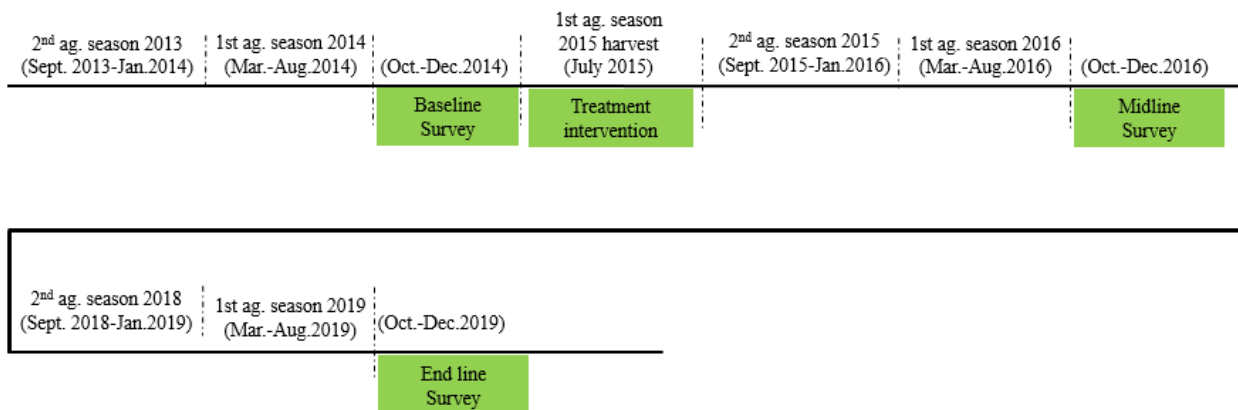 2nd ag. season 2013
(Sept. 2013-Jan.2014)
1st ag. season 2014
(Mar.-Aug.2014)
(Oct.-Dec.2014)
1st ag. season
2015 harvest
(July 2015)
2nd ag. season 2015
(Sept. 2015-Jan.2016)
1st ag. season 2016
(Mar.-Aug.2016)
(Oct.-Dec.2016)
Baseline
Survey
Treatment
intervention
Midline
Survey
2nd ag. season 2018
(Sept. 2018-Jan.2019)
1st ag. season 2019
(Mar.-Aug.2019)
(Oct.-Dec.2019)
End line
Survey